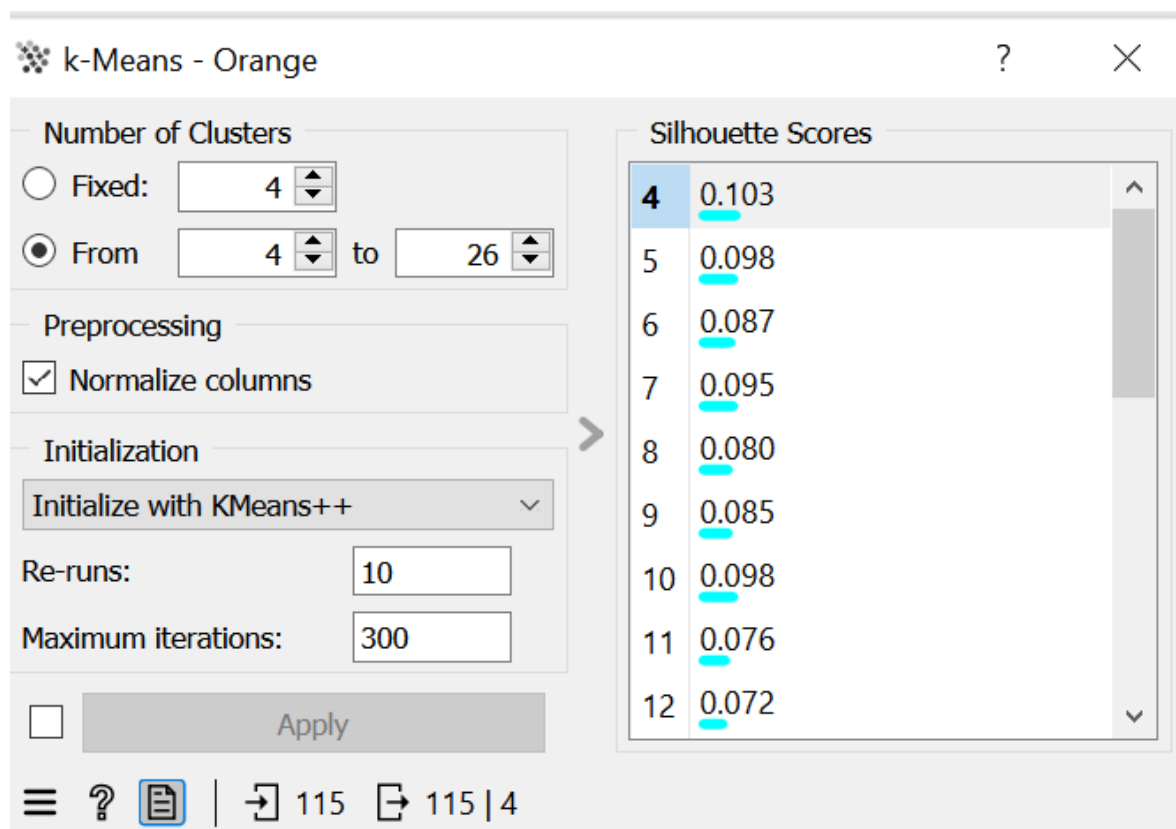 k-Means - Orange ?
Number of Clusters
Fixed: 4
From 4 to 26
Preprocessing
Normalize columns
Initialization
Initialize with KMeans++
Re-runs: 10
Maximum iterations: 300
Apply
Silhouette Scores
4 0.103
5 0.098
6 0.087
7 0.095
8 0.080
9 0.085
10 0.098
11 0.076
12 0.072
? 115 115 | 4